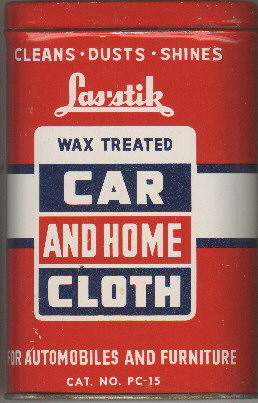 CLEANS · DUSTS · SHINES
Las-stik
WAX TREATED
CAR
AND HOME
CLOTH
FOR AUTOMOBILES AND FURNITURE
CAT. NO. PC-15